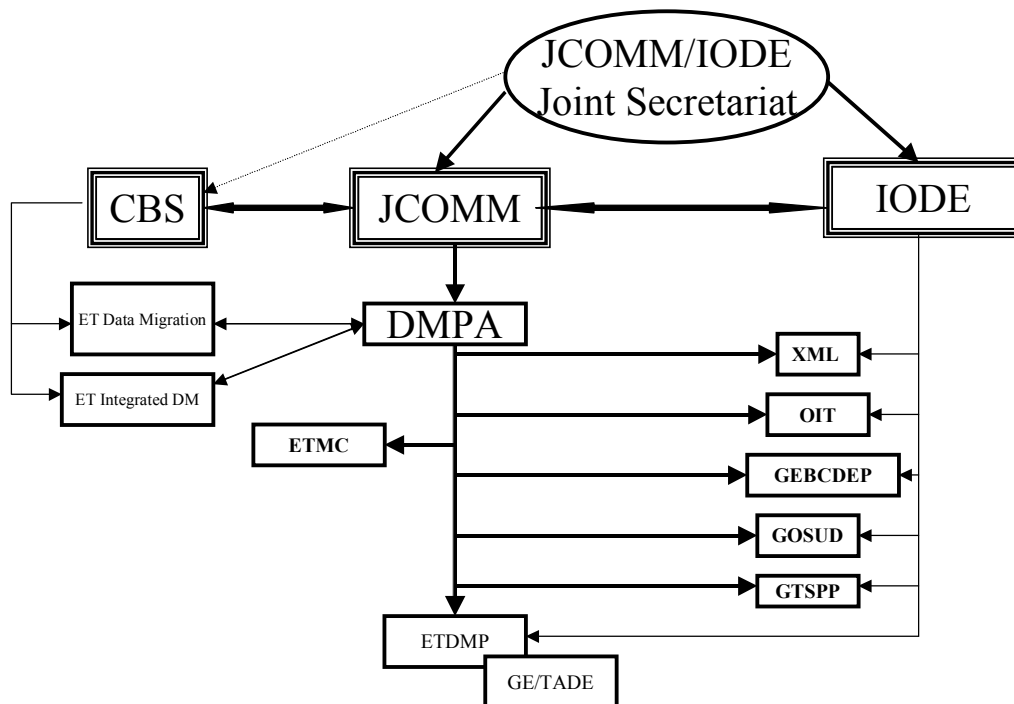 JCOMM/IODE
Joint Secretariat
CBS
JCOMM
IODE
ET Data Migration
DMPA
XML
ET Integrated DM
OIT
ETMC
GEBCDEP
GOSUD
GTSPP
ETDMP
GE/TADE